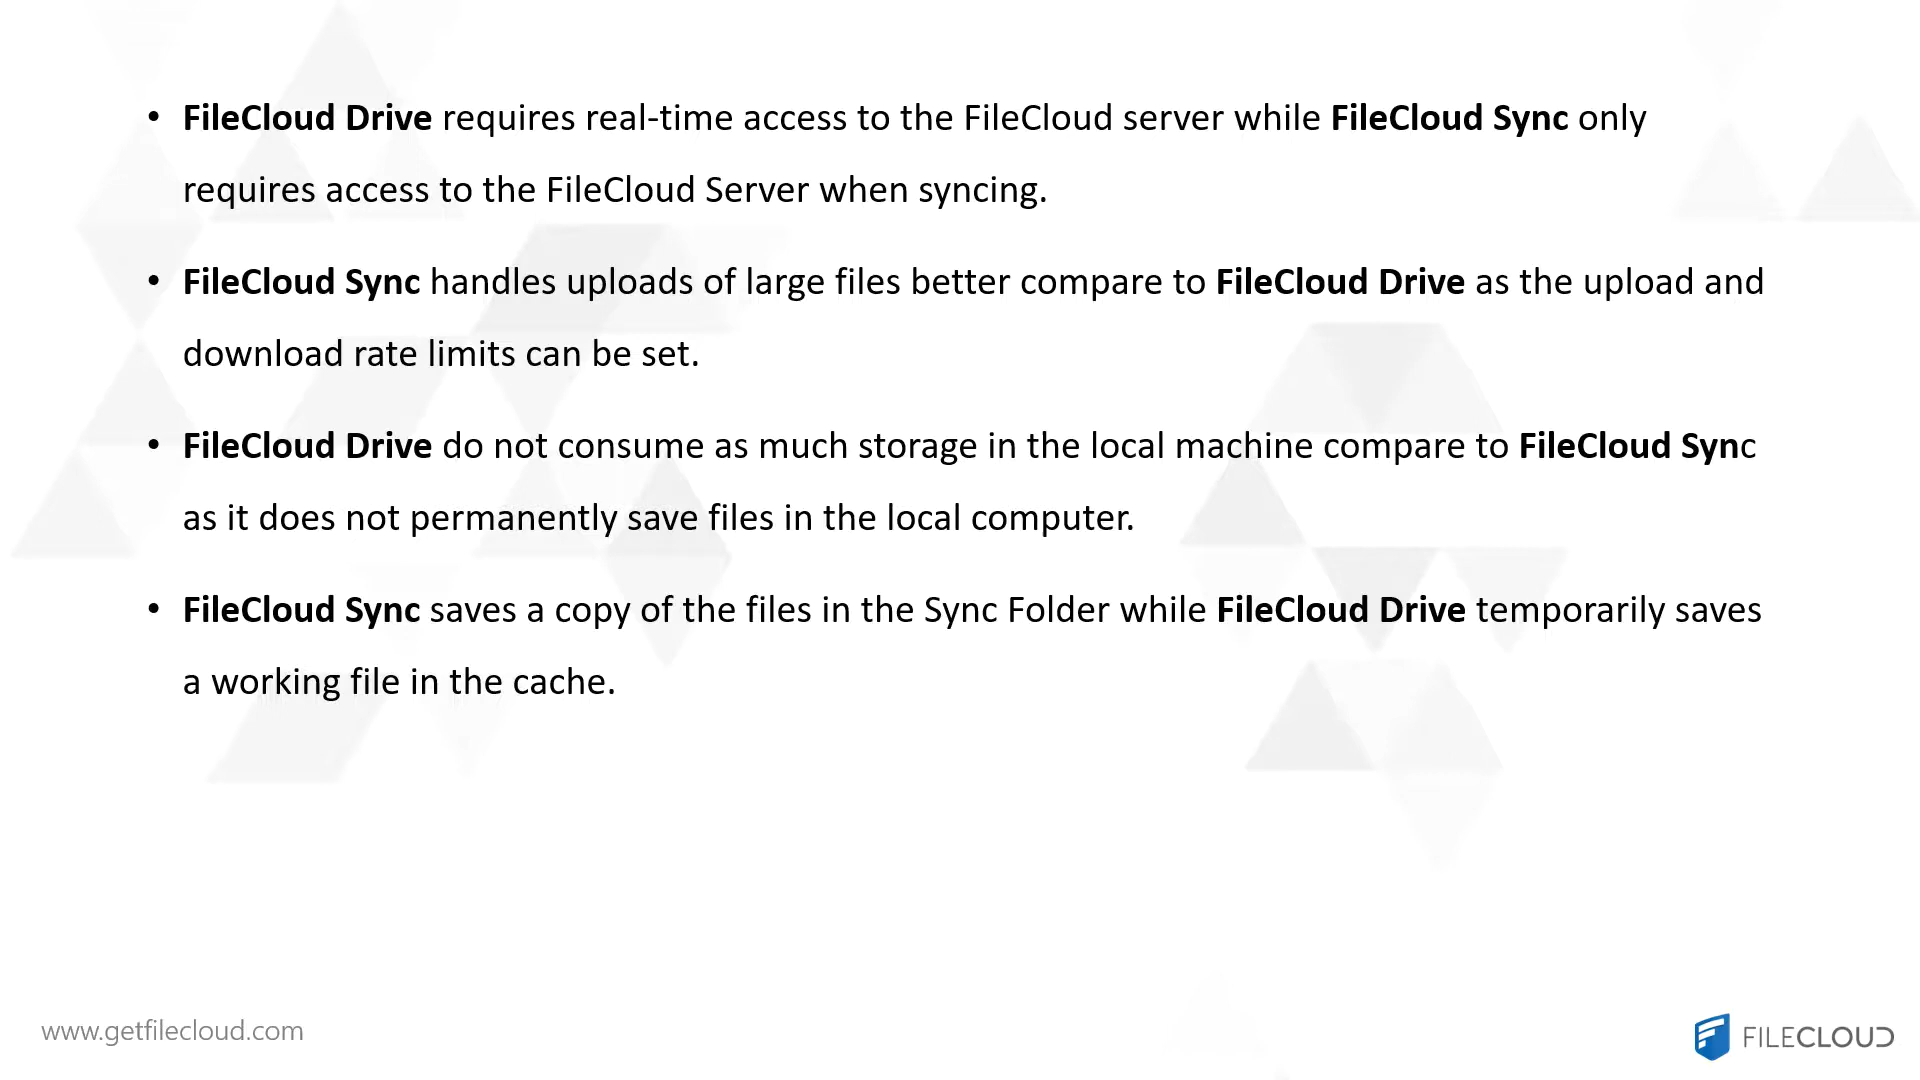 • FileCloud Drive requires real-time access to the FileCloud server while FileCloud Sync only
requires access to the FileCloud Server when syncing.
• FileCloud Sync handles uploads of large files better compare to FileCloud Drive as the upload and
download rate limits can be set.
• FileCloud Drive do not consume as much storage in the local machine compare to FileCloud Sync
as it does not permanently save files in the local computer.
• FileCloud Sync saves a copy of the files in the Sync Folder while FileCloud Drive temporarily saves
a working file in the cache.
www.getfilecloud.com
FILECLOUD